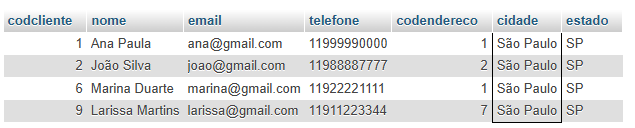 codcliente nome email telefone codendereco cidade estado
1 Ana Paula ana@gmail.com 11999990000 1 São Paulo SP
2 João Silva joao@gmail.com 11988887777 2 São Paulo SP
6 Marina Duarte marina@gmail.com 11922221111 1 São Paulo SP
9 Larissa Martins larissa@gmail.com 11911223344 7 São Paulo SP